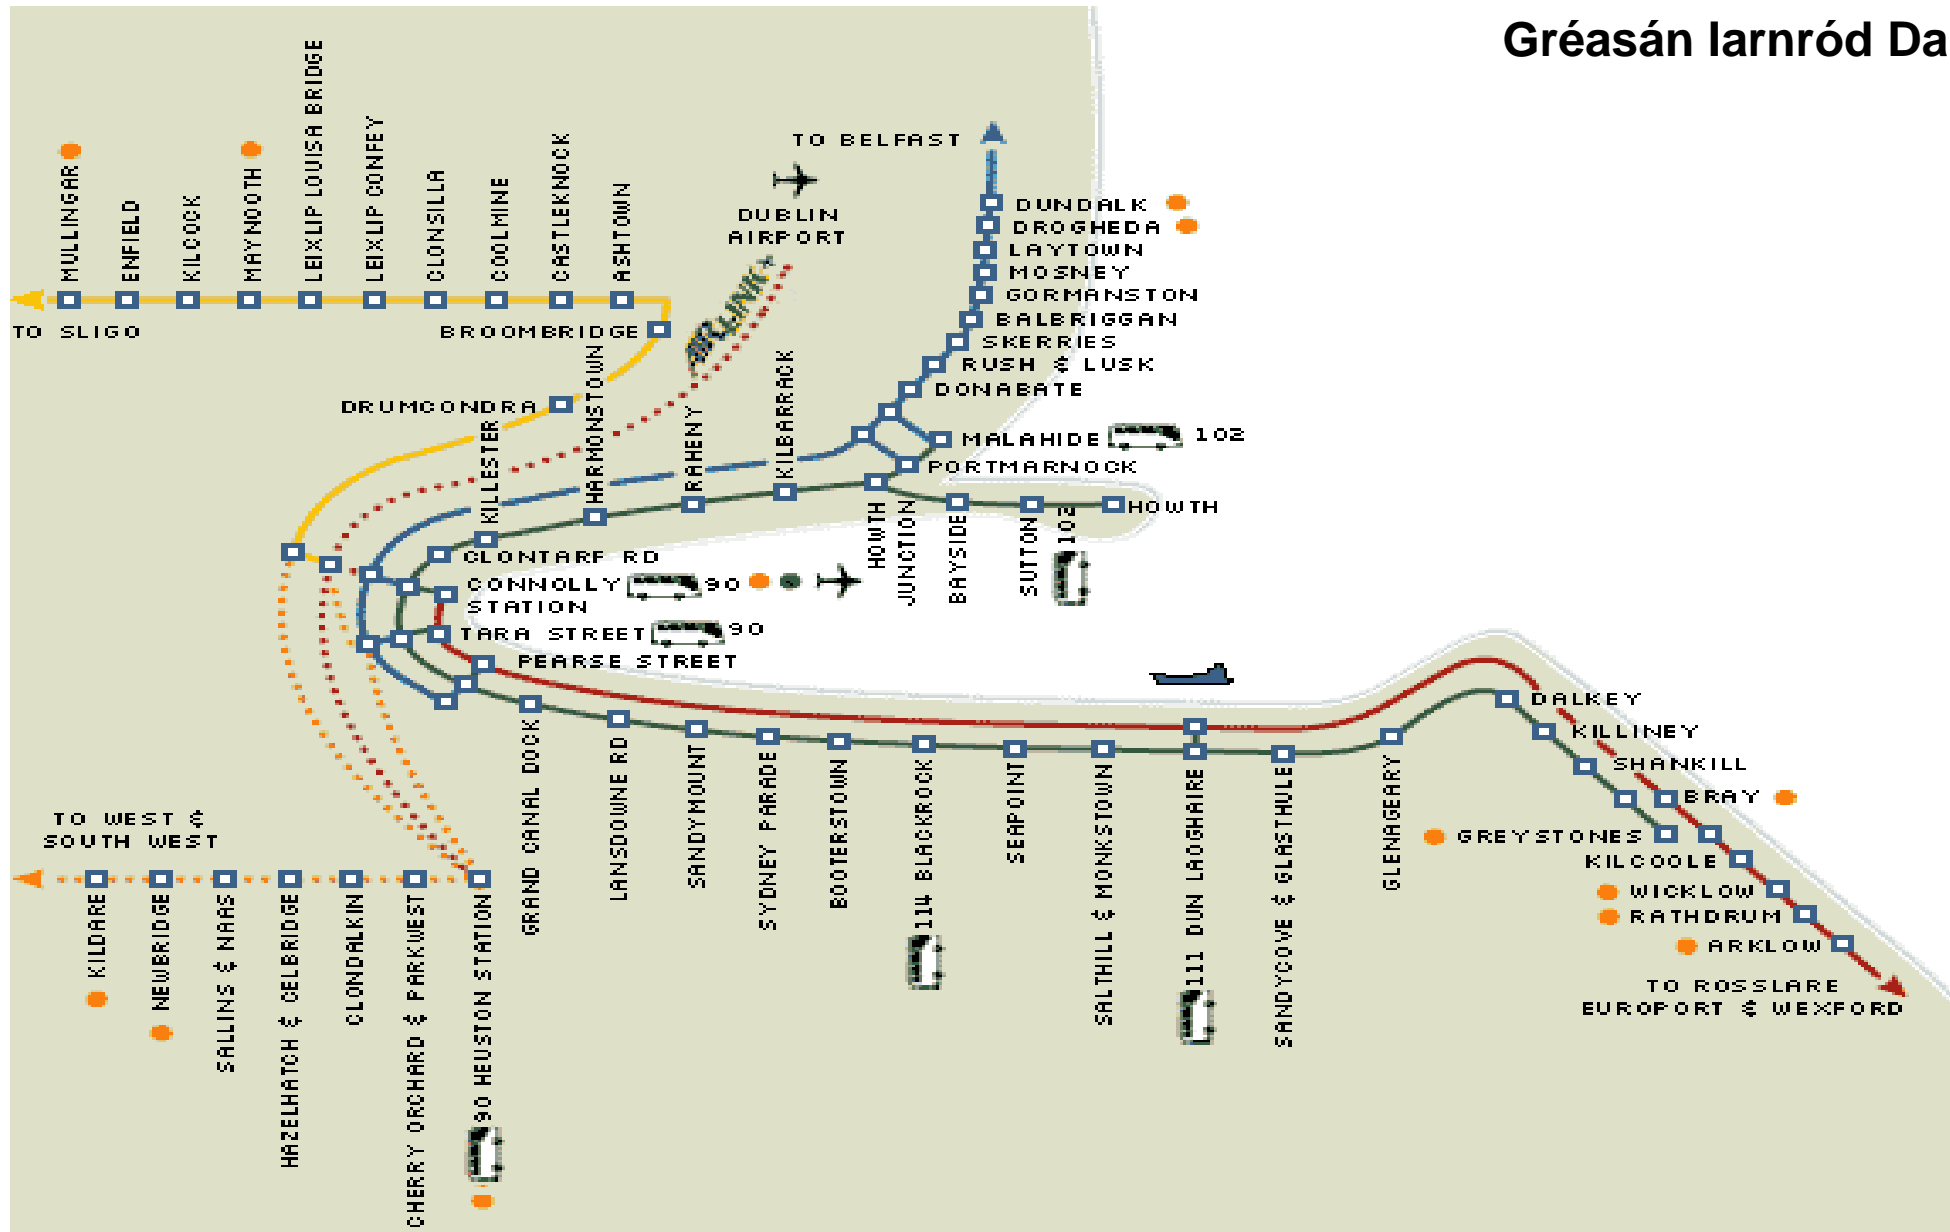 Gréasán Iarnród Da
MULLINGAR
ENFIELD
KILCOCK
MAYNOOTH
LEIXLIP LOUISA BRIDGE
LEIXLIP CONFEY
CLONSILLA
COOLMINE
CASTLEKNOCK
ASHTOWN
TO SLIGO
BROOMBRIDGE
DRUMCONDRA
TO BELFAST
DUBLIN
AIRPORT
AIRLINK
DUNDALK
DROGHEDA
LAYTOWN
MOSNEY
GORMANSTON
BALBRIGGAN
SKERRIES
RUSH & LUSK
DONABATE
MALAHIDE 102
PORTMARNOCK
KILLESTER
HARMONSTOWN
RAHENY
KILBARRACK
HOWTH
JUNCTION
BAYSIDE
SUTTON
102
HOWTH
CLONTARF RD
CONNOLLY 90
STATION
TARA STREET 90
PEARSE STREET
GRAND CANAL DOCK
LANSDOWNE RD
SANDYMOUNT
SYDNEY PARADE
BOOTERSTOWN
114 BLACKROCK
SEAPOINT
SALTHILL & MONKSTOWN
111 DUN LAOGHAIRE
SANDYCOVE & GLASTHULE
GLENAGEARY
DALKEY
KILLINEY
SHANKILL
BRAY
GREYSTONES
KILCOOLE
WICKLOW
RATHDRUM
ARKLOW
TO ROSSLARE
EUROPORT & WEXFORD
TO WEST &
SOUTH WEST
KILDARE
NEWBRIDGE
SALLINS & NAAS
HAZELHATCH & CELBRIDGE
CLONDALKIN
CHERRY ORCHARD & PARKWEST
90 HEUSTON STATION